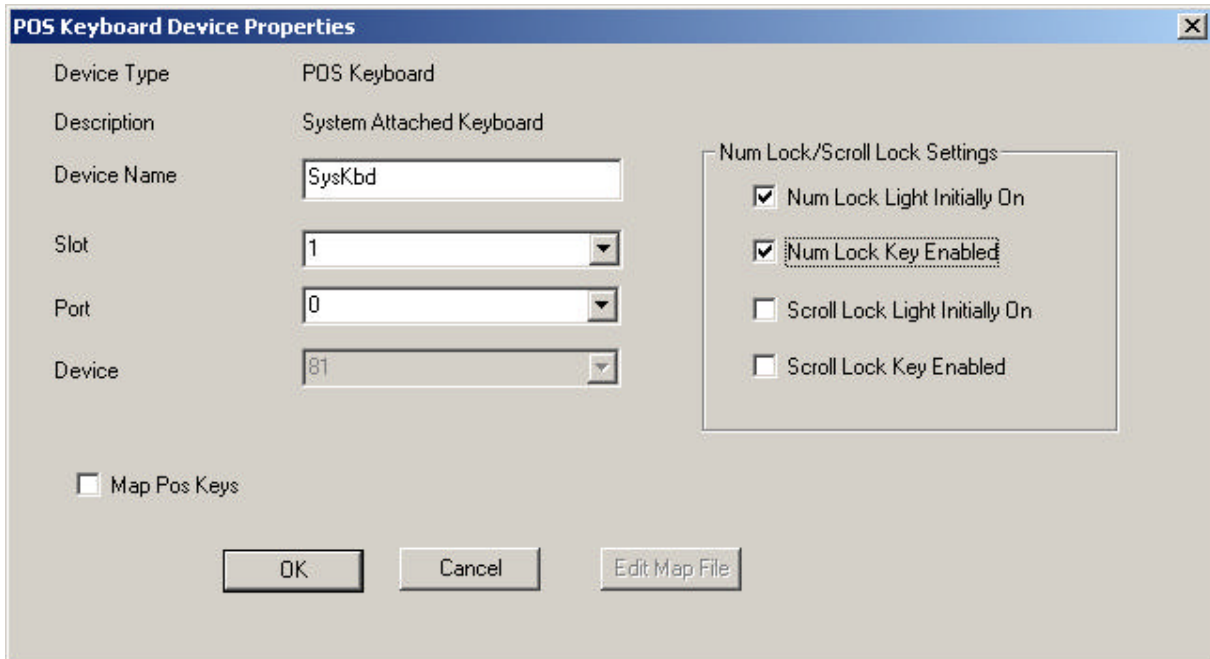 POS Keyboard Device Properties
Device Type POS Keyboard
Description System Attached Keyboard
Device Name SysKbd
Slot 1
Port 0
Device 81
Num Lock/Scroll Lock Settings
Num Lock Light Initially On
Num Lock Key Enabled
Scroll Lock Light Initially On
Scroll Lock Key Enabled
Map Pos Keys
OK Cancel Edit Map File